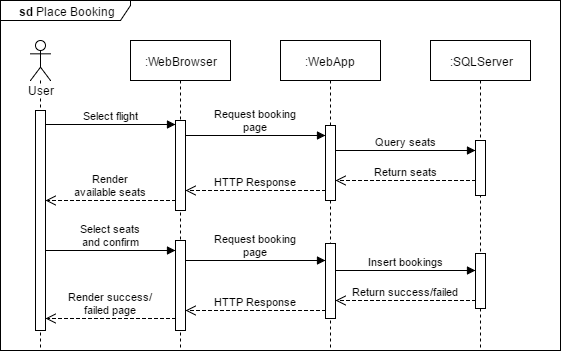 sd Place Booking
:WebBrowser
:WebApp
:SQLServer
User
Select flight
Request booking
page
Query seats
Return seats
Render
available seats
HTTP Response
Select seats
and confirm
Request booking
page
Insert bookings
Return success/failed
Render success/
failed page
HTTP Response